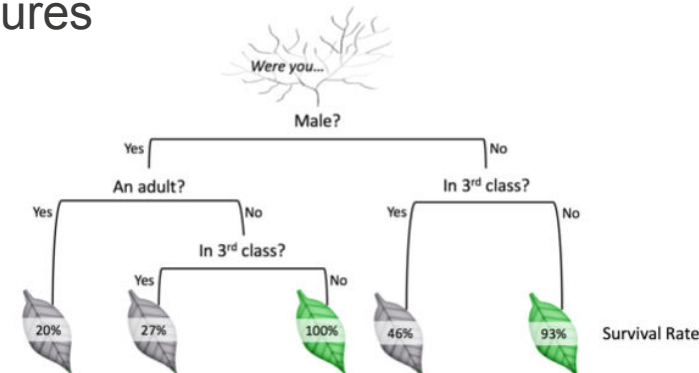 ures
Were you...
Male?
Yes
No
An adult?
In 3rd class?
Yes
No
Yes
No
In 3rd class?
Yes
No
20%
27%
100%
46%
93%
Survival Rate